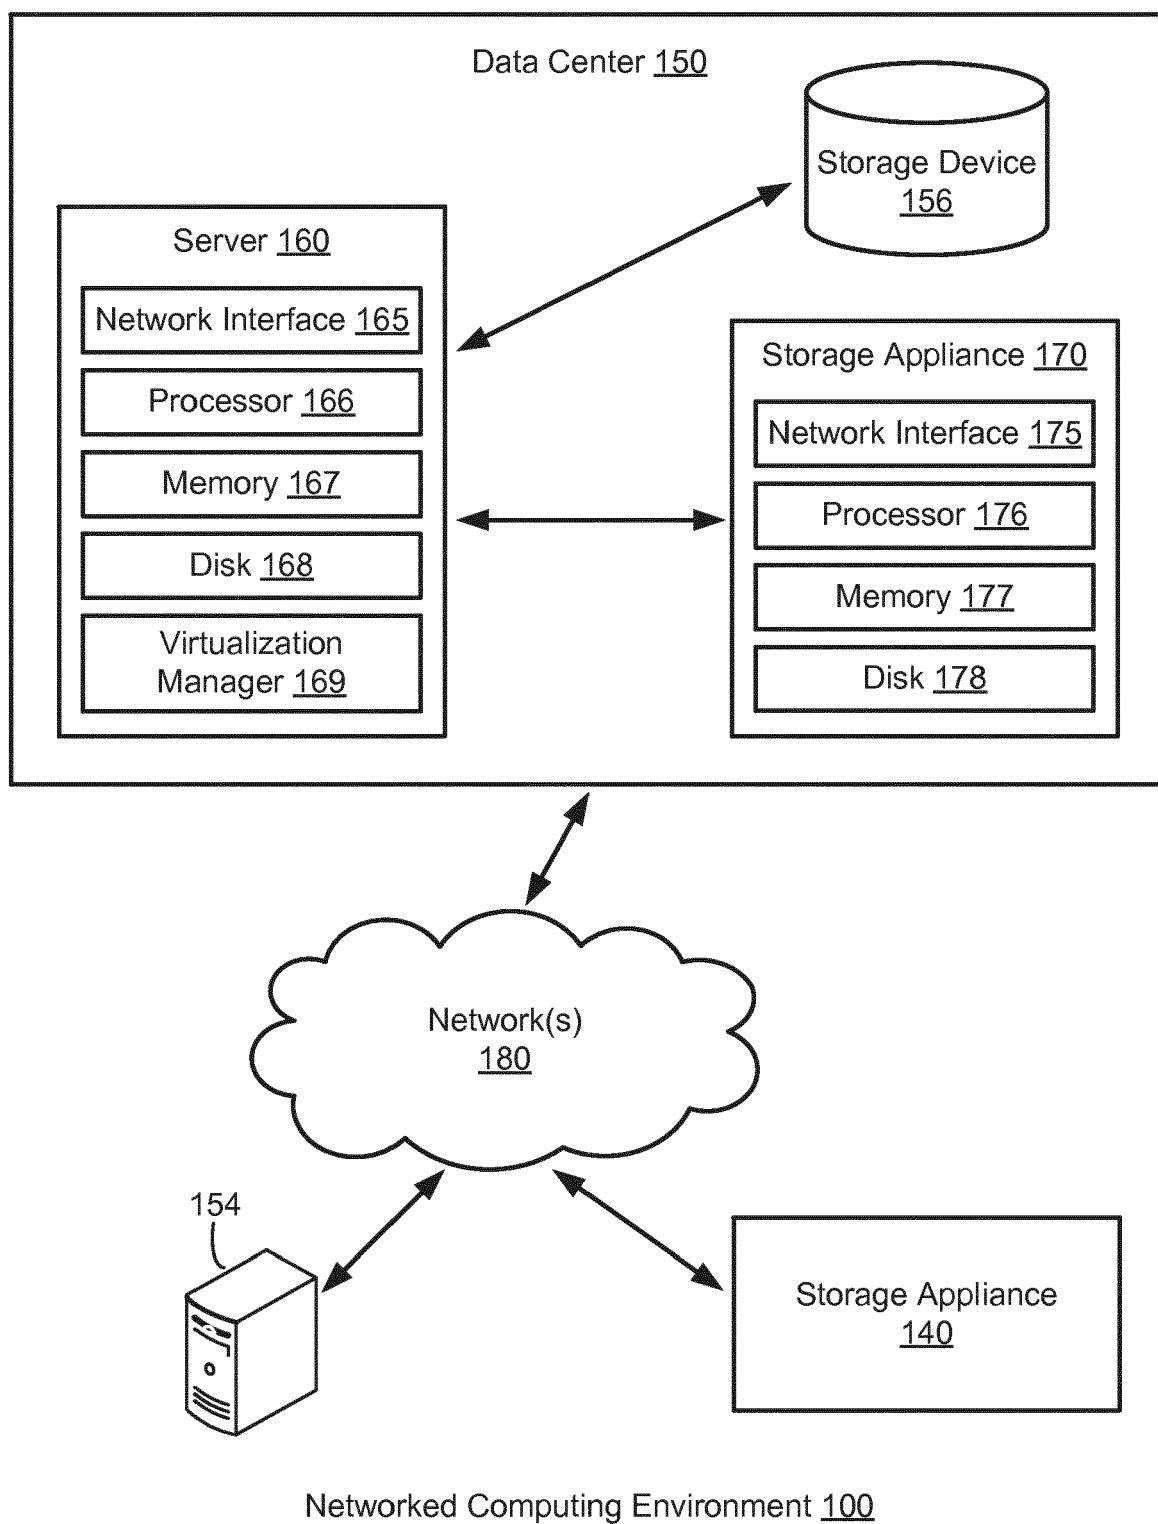 Data Center 150
Storage Device
156
Server 160
Network Interface 165
Processor 166
Memory 167
Disk 168
Virtualization
Manager 169
Storage Appliance 170
Network Interface 175
Processor 176
Memory 177
Disk 178
Network(s)
180
154
Storage Appliance
140
Networked Computing Environment 100